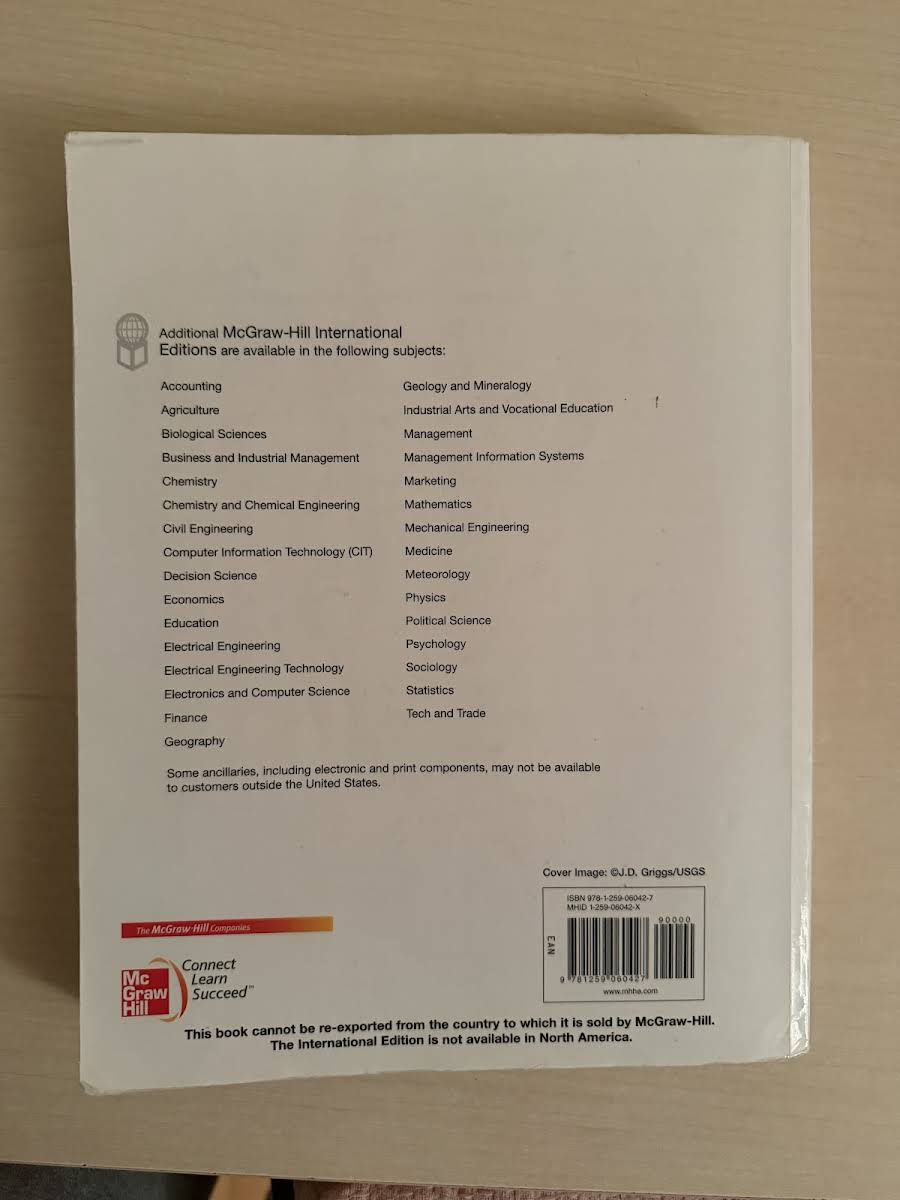 Additional McGraw-Hill International
Editions are available in the following subjects:
Accounting
Agriculture
Biological Sciences
Business and Industrial Management
Chemistry
Chemistry and Chemical Engineering
Civil Engineering
Computer Information Technology (CIT)
Decision Science
Economics
Education
Electrical Engineering
Electrical Engineering Technology
Electronics and Computer Science
Finance
Geography
Geology and Mineralogy
Industrial Arts and Vocational Education
Management
Management Information Systems
Marketing
Mathematics
Mechanical Engineering
Medicine
Meteorology
Physics
Political Science
Psychology
Sociology
Statistics
Tech and Trade
Some ancillaries, including electronic and print components, may not be available
to customers outside the United States.
Cover Image: ©J.D. Griggs/USGS
ISBN 978-1-259-06042-7
MHID 1-259-06042-X
90000
EAN
9 781259 060427
www.mhhe.com
The McGraw-Hill Companies
Mc
Graw
Hill
Connect
Learn
Succeed™
This book cannot be re-exported from the country to which it is sold by McGraw-Hill.
The International Edition is not available in North America.